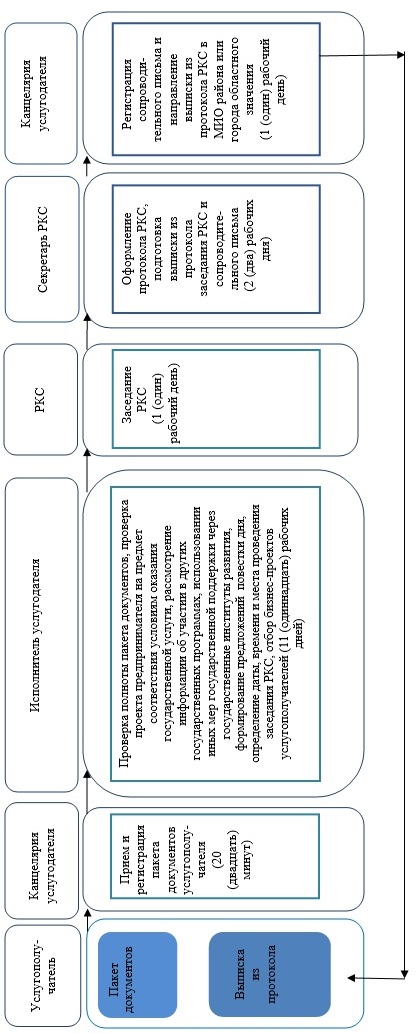 Услугополу-
чатель
Канцелярия
услугодателя
Исполнитель услугодателя
РКС
Секретарь РКС
Канцелярия
услугодателя
Пакет
документов
Выписка
из
протокола
Прием и
регистрация
пакета
документов
услугополу-
чателя
(20
(двадцать)
минут)
Проверка полноты пакета документов, проверка
проекта предпринимателя на предмет
соответствия условиям оказания
государственной услуги, рассмотрение
информации об участии в других
государственных программах, использовании
иных мер государственной поддержки через
государственные институты развития,
формирование предложений повестки дня,
определение даты, времени и места проведения
заседания РКС, отбор бизнес-проектов
услугополучателей (11 (одиннадцать) рабочих
дней)
Заседание
РКС
(1 (один)
рабочий день)
Оформление
протокола РКС,
подготовка
выписки из
протокола
заседания РКС и
сопроводите-
льного письма
(2 (два) рабочих
дня)
Регистрация
сопроводи-
тельного письма и
направление
выписки из
протокола РКС в
МИО района или
города областного
значения
(1 (один) рабочий
день)